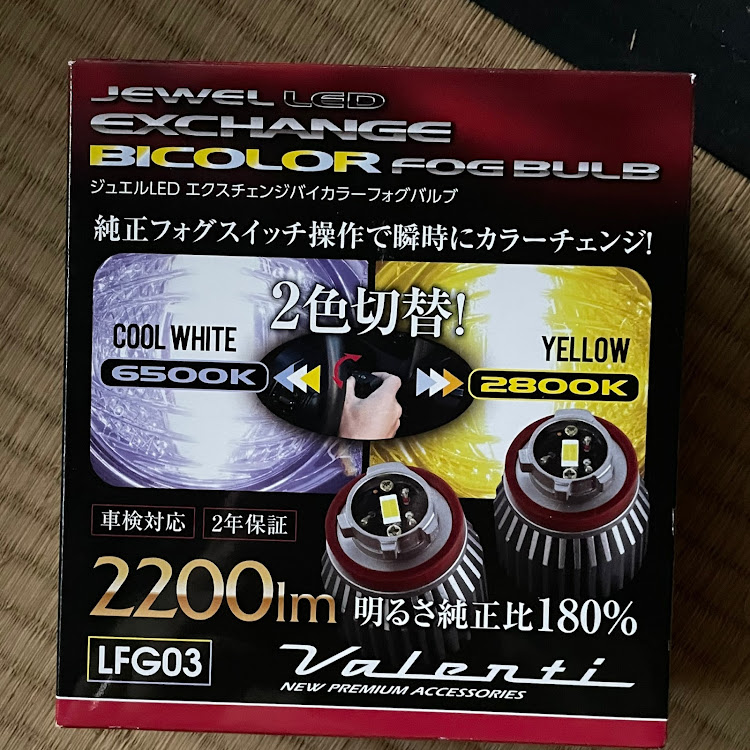 JEWEL LED
EXCHANGE
BICOLOR FOG BULB
ジュエルLED エクスチェンジバイカラーフォグバルブ
純正フォグスイッチ操作で瞬時にカラーチェンジ!
2色切替!
COOL WHITE
6500K
YELLOW
2800K
車検対応
2年保証
2200lm
明るさ純正比180%
LFG03
Valenti
NEW PREMIUM ACCESSORIES